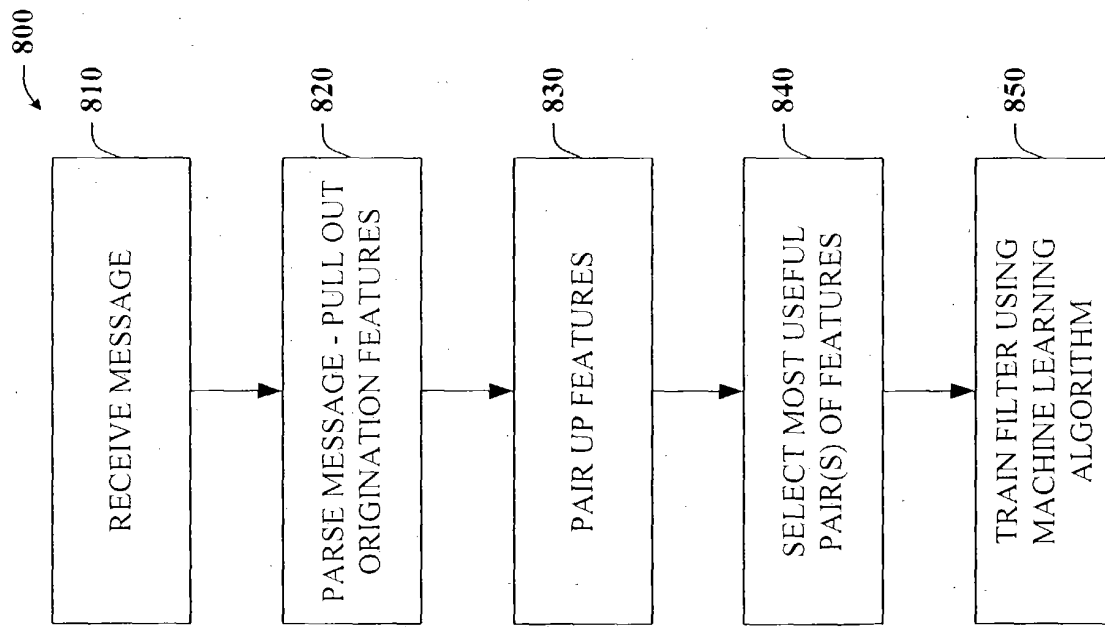 800
RECEIVE MESSAGE
810
PARSE MESSAGE - PULL OUT
ORIGINATION FEATURES
820
PAIR UP FEATURES
830
SELECT MOST USEFUL
PAIR(S) OF FEATURES
840
TRAIN FILTER USING
MACHINE LEARNING
ALGORITHM
850